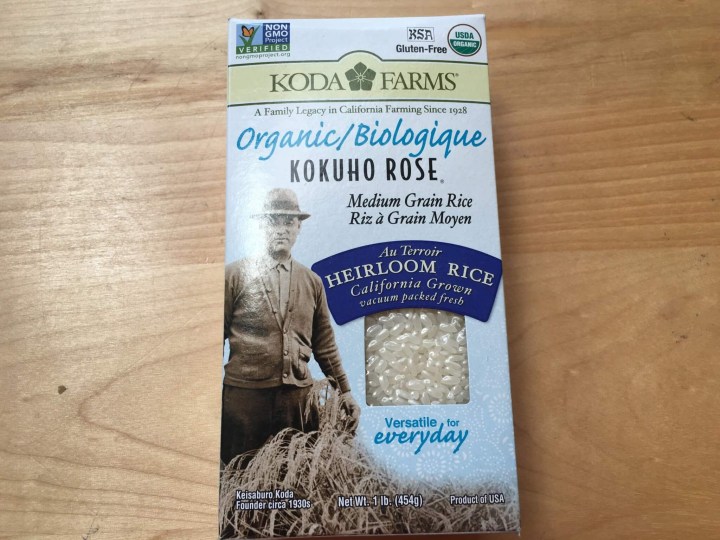 NON
GMO
Project
VERIFIED
nongmoproject.org
KSA
Gluten-Free
USDA
ORGANIC
KODA FARMS®
A Family Legacy in California Farming Since 1928
Organic/Biologique
KOKUHO ROSE®
Medium Grain Rice
Riz à Grain Moyen
Au Terroir
HEIRLOOM RICE
California Grown
vacuum packed fresh
Versatile for
everyday
Keisaburo Koda
Founder circa 1930s
Net Wt. 1 lb. (454g)
Product of USA